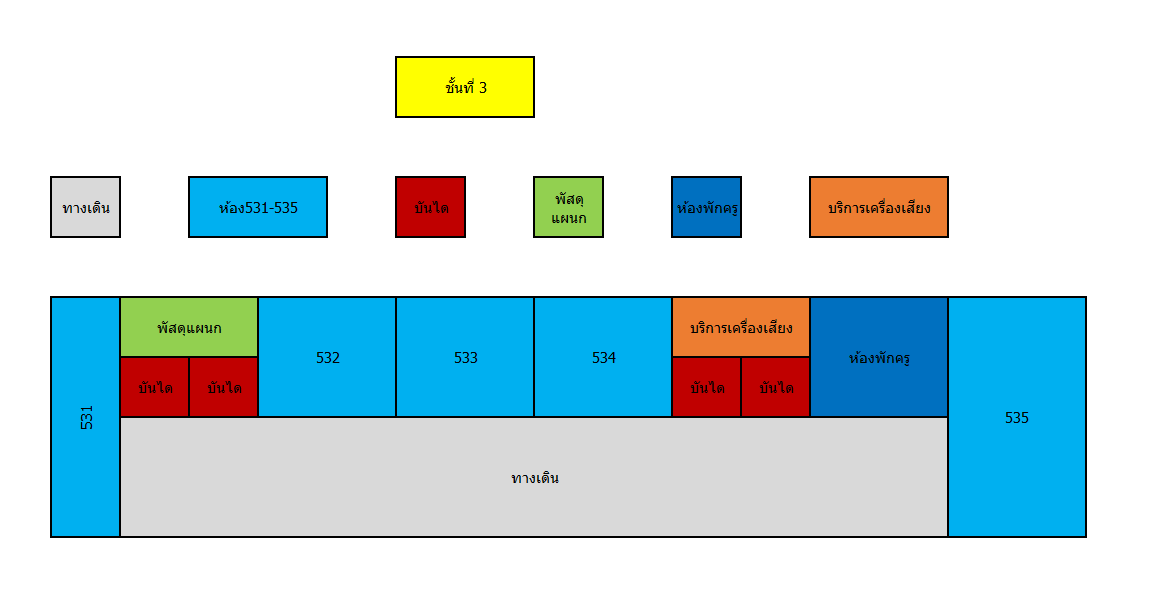 ชั้นที่ 3
ทางเดิน
ห้อง531-535
บันได
พัสดุ
แผนก
ห้องพักครู
บริการเครื่องเสียง
531
พัสดุแผนก
บันได
บันได
532
533
534
บริการเครื่องเสียง
บันได
บันได
ห้องพักครู
535
ทางเดิน